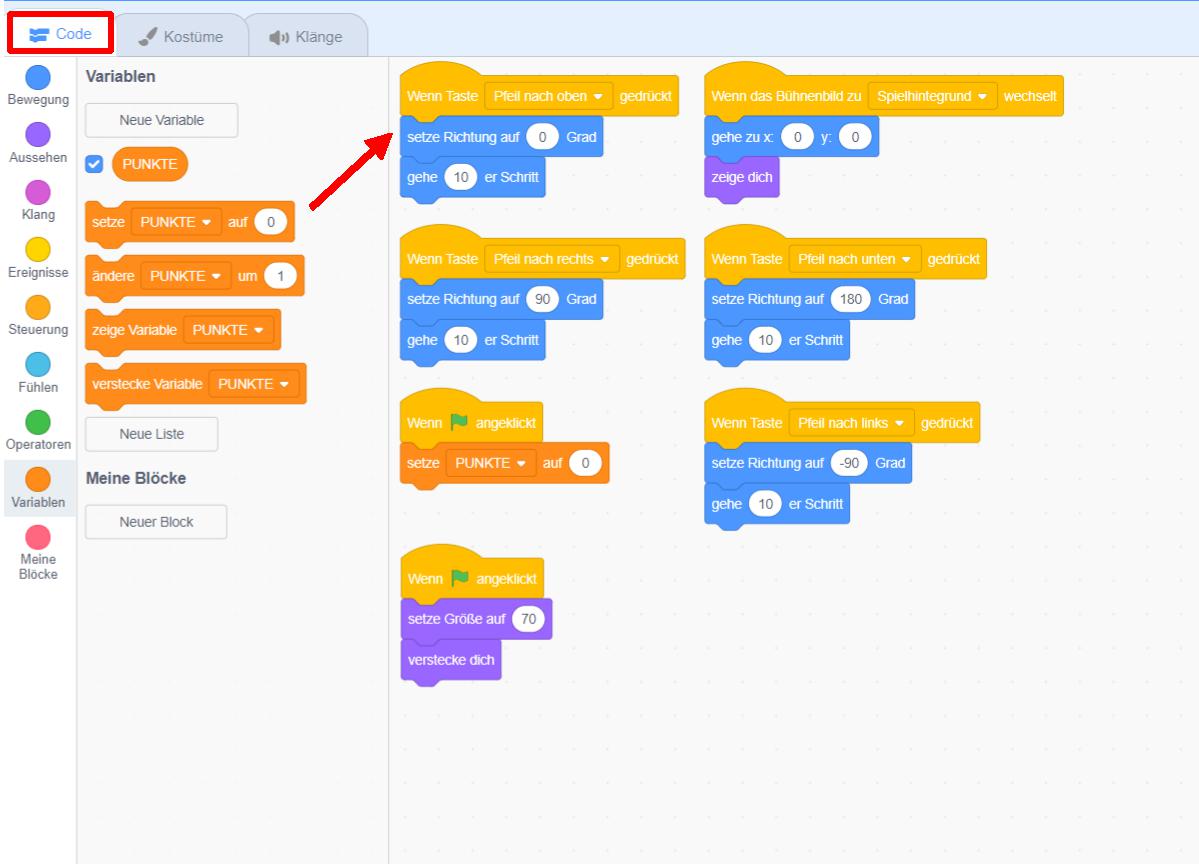 Code
Kostüme
Klänge
Bewegung
Aussehen
Klang
Ereignisse
Steuerung
Fühlen
Operatoren
Variablen
Meine
Blöcke
Variablen
Neue Variable
PUNKTE
setze PUNKTE auf 0
ändere PUNKTE um 1
zeige Variable PUNKTE
verstecke Variable PUNKTE
Neue Liste
Meine Blöcke
Neuer Block
Wenn Taste Pfeil nach oben gedrückt
setze Richtung auf 0 Grad
gehe 10 er Schritt
Wenn das Bühnenbild zu Spielhintegrund wechselt
gehe zu x: 0 y: 0
zeige dich
Wenn Taste Pfeil nach rechts gedrückt
setze Richtung auf 90 Grad
gehe 10 er Schritt
Wenn Taste Pfeil nach unten gedrückt
setze Richtung auf 180 Grad
gehe 10 er Schritt
Wenn angeklickt
setze PUNKTE auf 0
Wenn Taste Pfeil nach links gedrückt
setze Richtung auf -90 Grad
gehe 10 er Schritt
Wenn angeklickt
setze Größe auf 70
verstecke dich